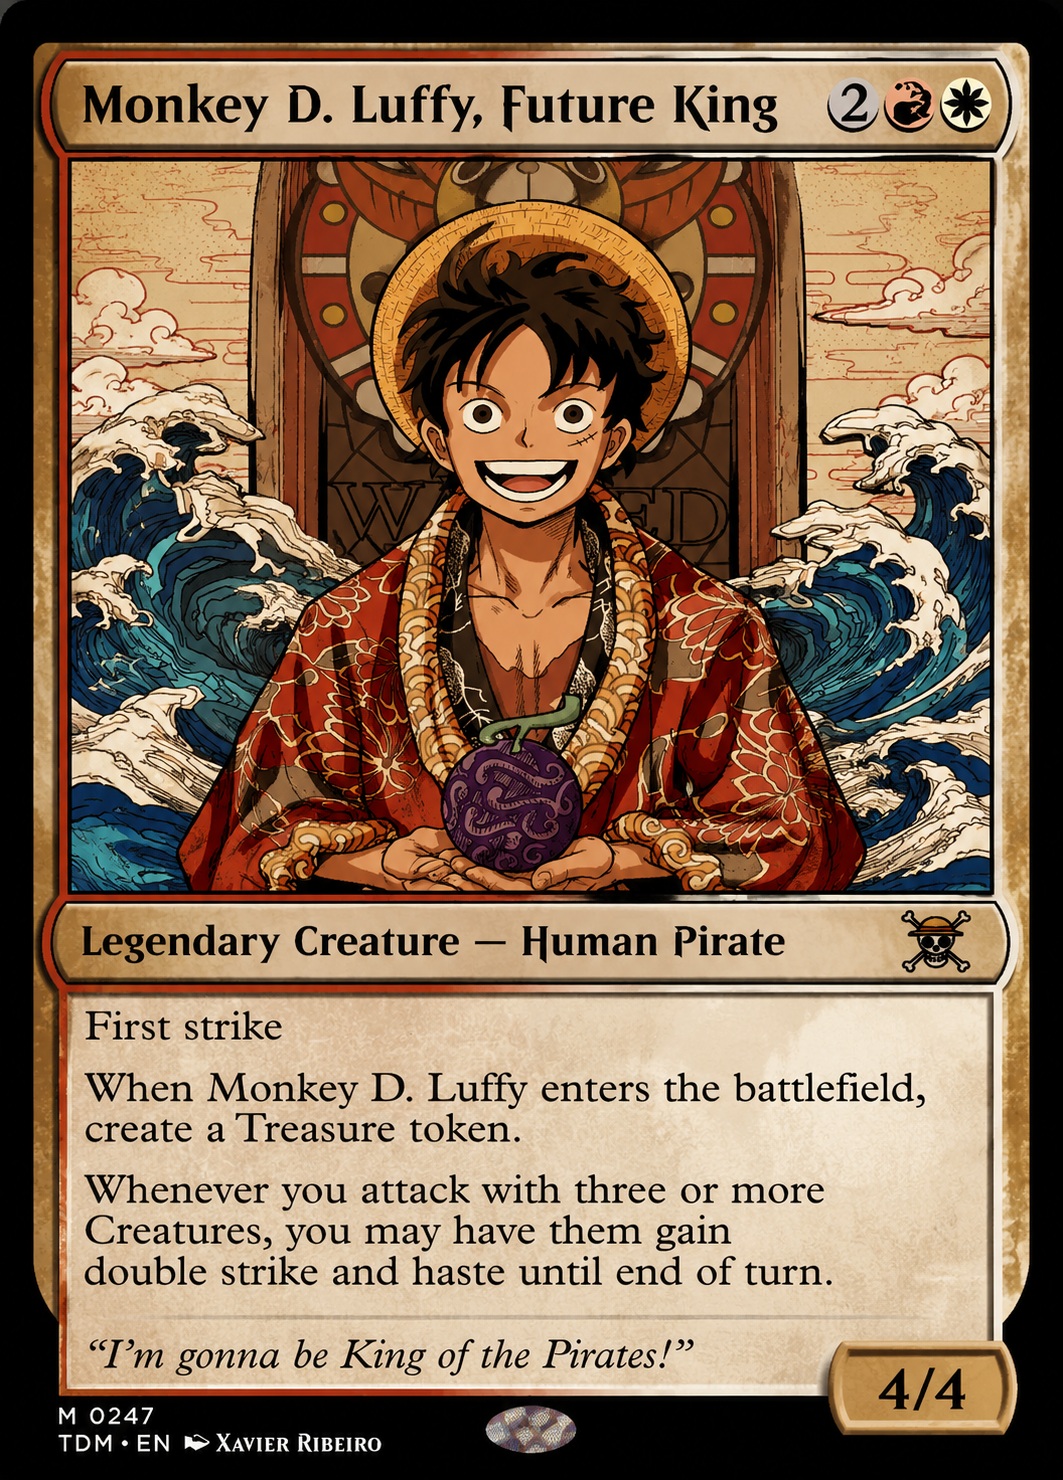 Monkey D. Luffy, Future King 2
W ED
Legendary Creature — Human Pirate
First strike
When Monkey D. Luffy enters the battlefield,
create a Treasure token.
Whenever you attack with three or more
Creatures, you may have them gain
double strike and haste until end of turn.
“I'm gonna be King of the Pirates!”
4/4
M 0247
TDM • EN XAVIER RIBEIRO